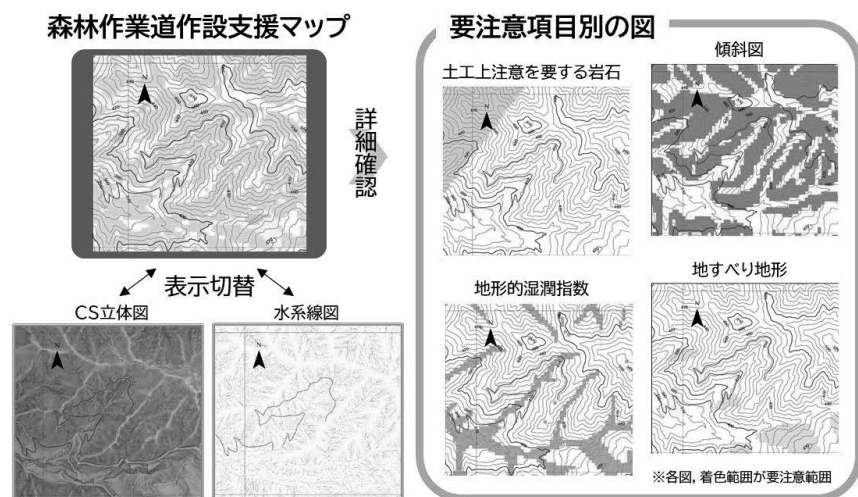 森林作業道作設支援マップ
詳細確認
表示切替
CS立体図
水系線図
要注意項目別の図
土工上注意を要する岩石
傾斜図
地形的湿潤指数
地すべり地形
※各図，着色範囲が要注意範囲